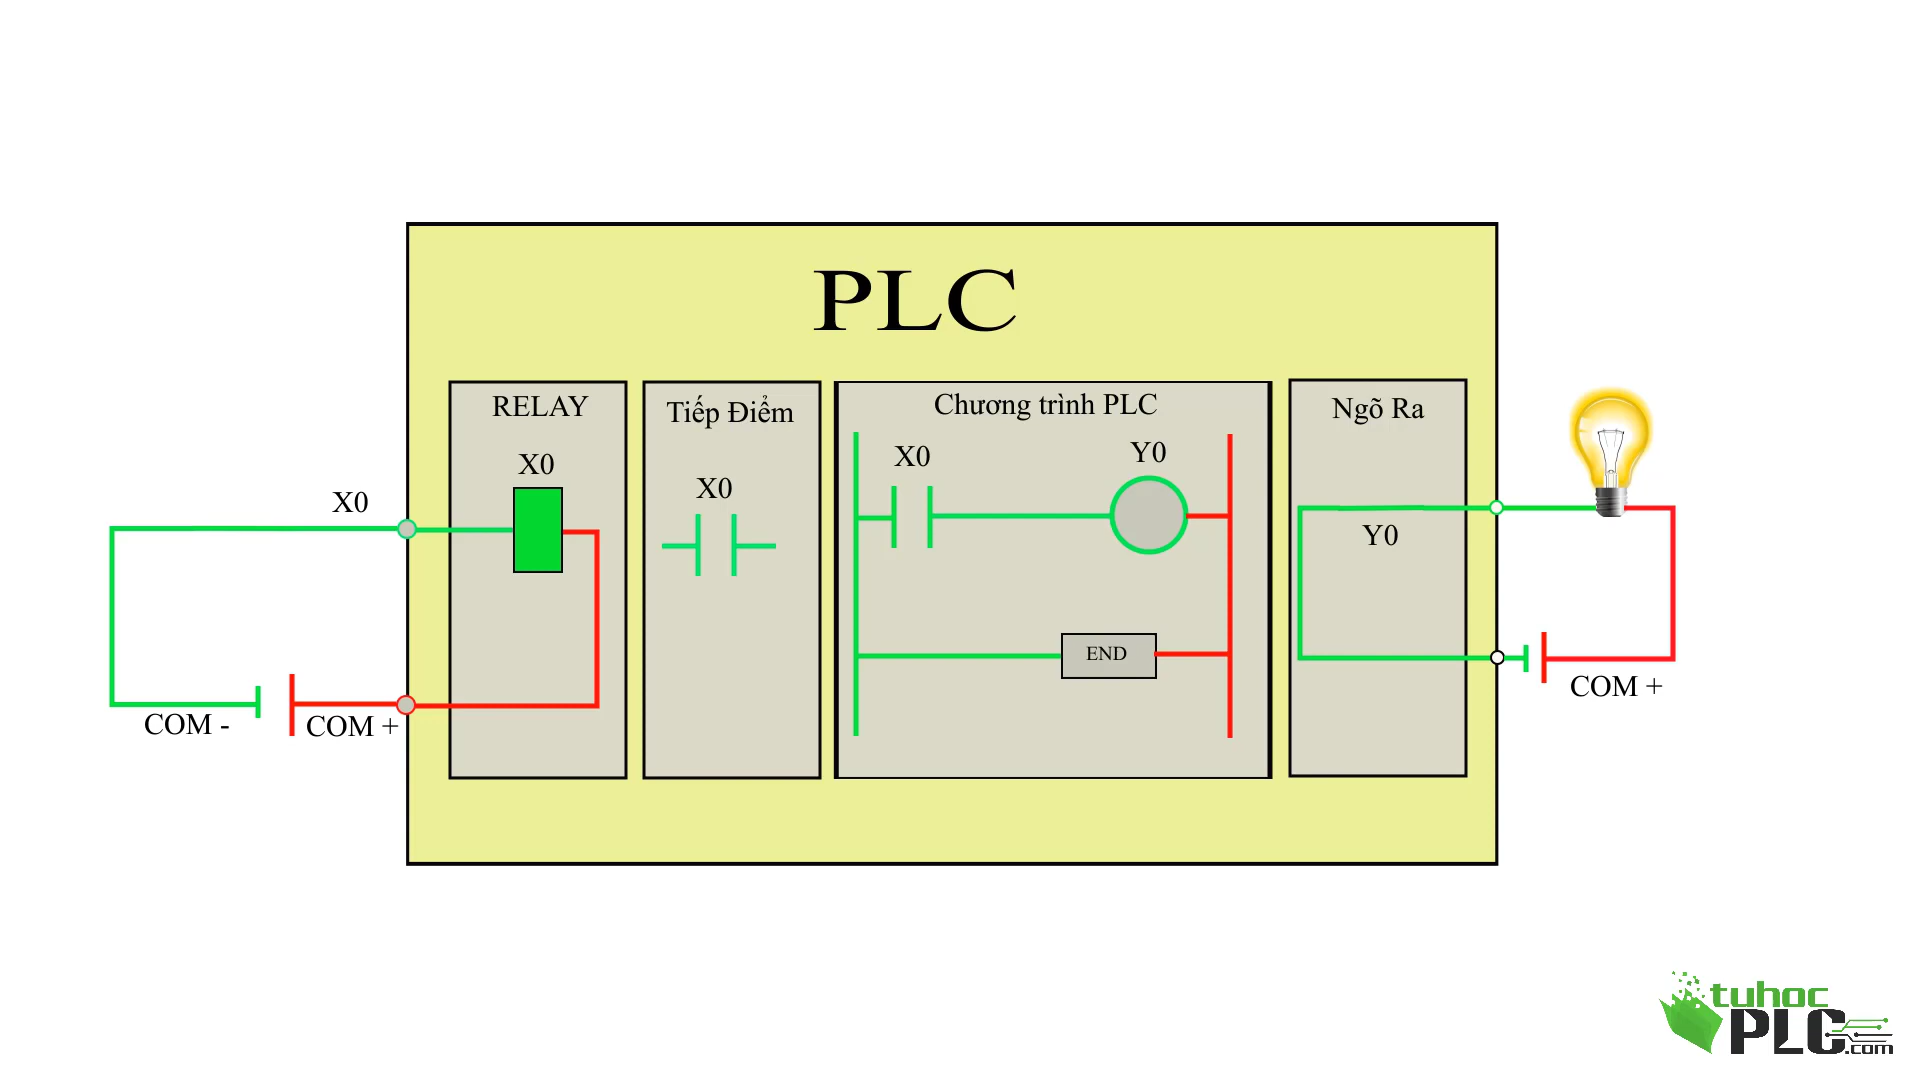 PLC
RELAY
X0
Tiếp Điểm
X0
Chương trình PLC
X0
Y0
END
Ngõ Ra
Y0
X0
COM -
COM +
COM +
tuhoc
PLC
.com